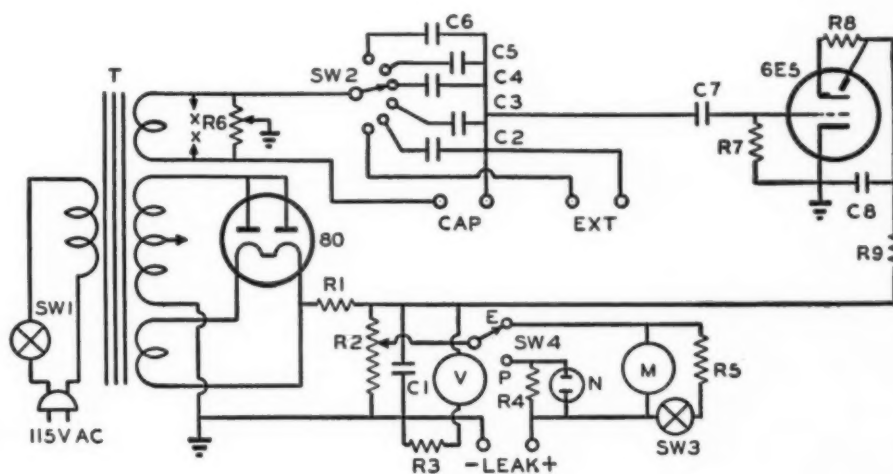 C6
R8
C5
6E5
T
SW2
C4
C7
x
x
R6
C3
R7
C2
C8
CAP
EXT
80
R9
R1
SW1
E
R2
SW4
P
C1
V
R4
N
M
R5
115V AC
R3
-LEAK+
SW3